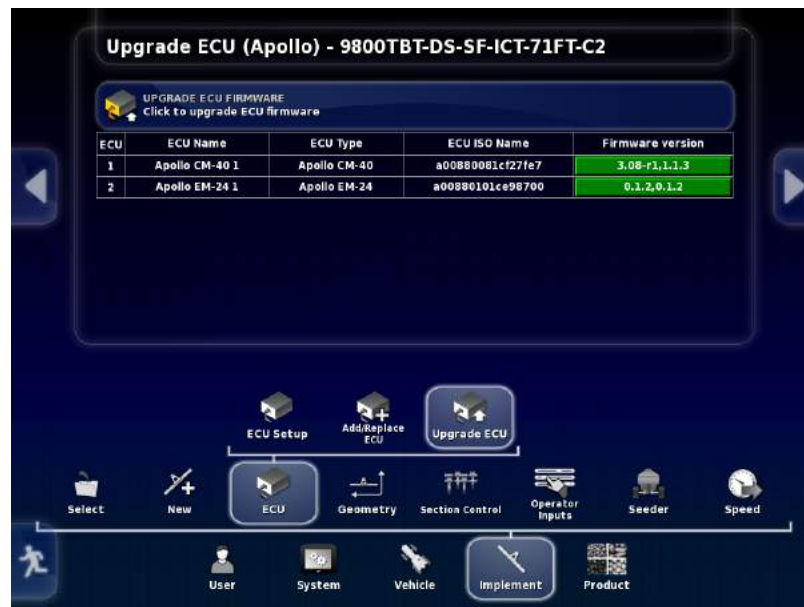 Upgrade ECU (Apollo) - 9800TBT-DS-SF-ICT-71FT-C2
UPGRADE ECU FIRMWARE
Click to upgrade ECU firmware
ECU ECU Name ECU Type ECU ISO Name Firmware version
1 Apollo CM-40 1 Apollo CM-40 a00880081cf27fe7 3.08-r1,1.1.3
2 Apollo EM-24 1 Apollo EM-24 a00880101ce98700 0.1.2,0.1.2
ECU Setup
Add/Replace
ECU
Upgrade ECU
Select
New
ECU
Geometry
Section Control
Operator
Inputs
Seeder
Speed
User
System
Vehicle
Implement
Product